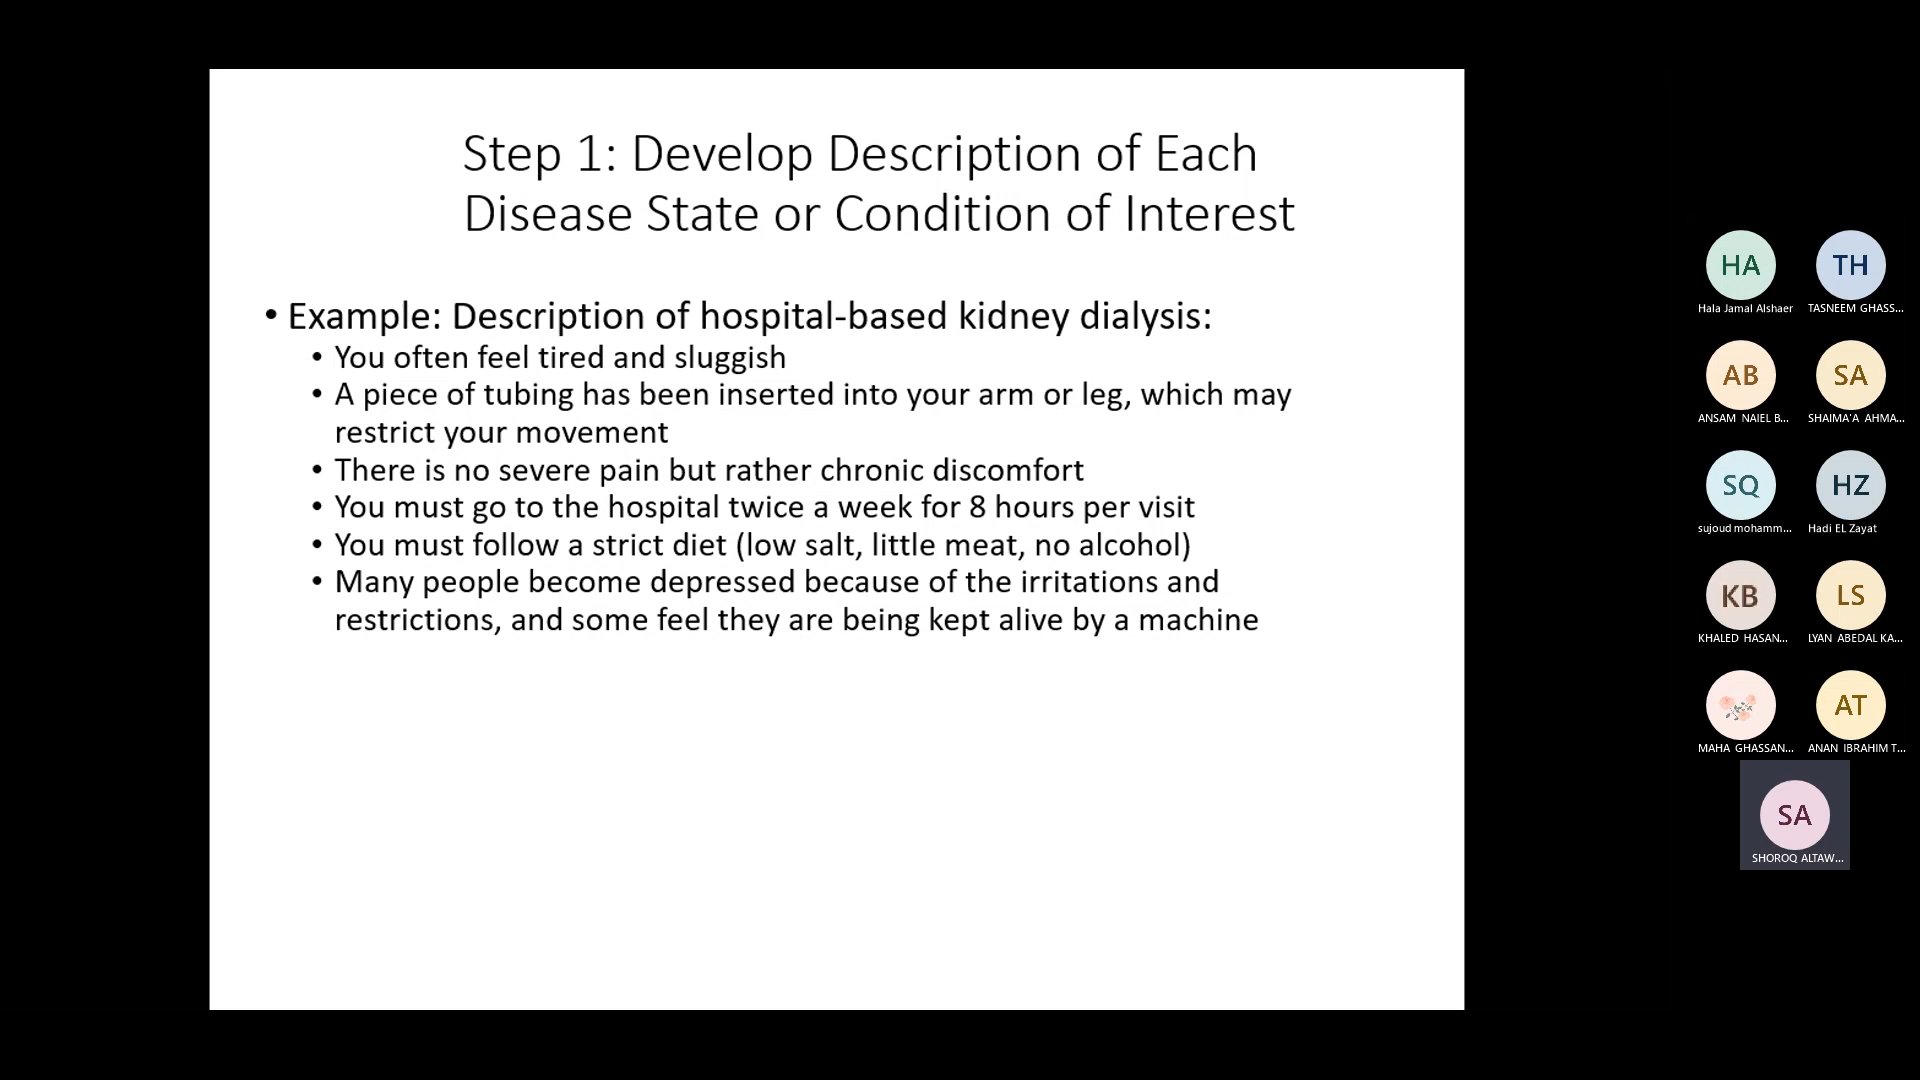 Step 1: Develop Description of Each
Disease State or Condition of Interest
• Example: Description of hospital-based kidney dialysis:
• You often feel tired and sluggish
• A piece of tubing has been inserted into your arm or leg, which may
restrict your movement
• There is no severe pain but rather chronic discomfort
• You must go to the hospital twice a week for 8 hours per visit
• You must follow a strict diet (low salt, little meat, no alcohol)
• Many people become depressed because of the irritations and
restrictions, and some feel they are being kept alive by a machine
HA
Hala Jamal Alshaer
TH
TASNEEM GHASS...
AB
ANSAM NAIEL B...
SA
SHAIMA'A AHMA...
SQ
sujoud mohamm...
HZ
Hadi EL Zayat
KB
KHALED HASAN...
LS
LYAN ABEDAL KA...
MAHA GHASSAN...
AT
ANAN IBRAHIM T...
SA
SHOROQ ALTAW...